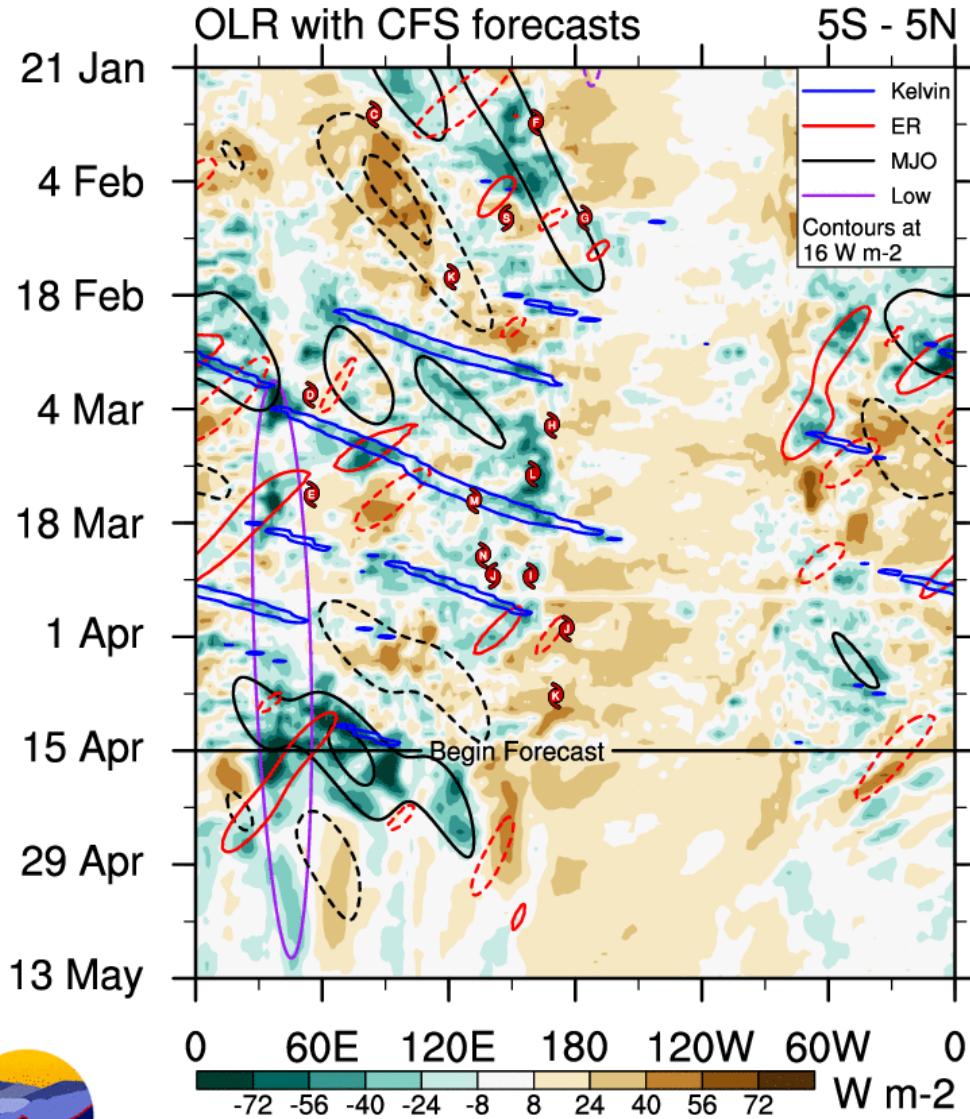 OLR with CFS forecasts 5S - 5N
21 Jan
4 Feb
18 Feb
4 Mar
18 Mar
1 Apr
15 Apr
29 Apr
13 May
Kelvin
ER
MJO
Low
Contours at
16 W m-2
C
F
S
G
K
D
H
L
E
M
N
J
I
J
K
Begin Forecast
0 60E 120E 180 120W 60W 0
-72 -56 -40 -24 -8 8 24 40 56 72 W m-2